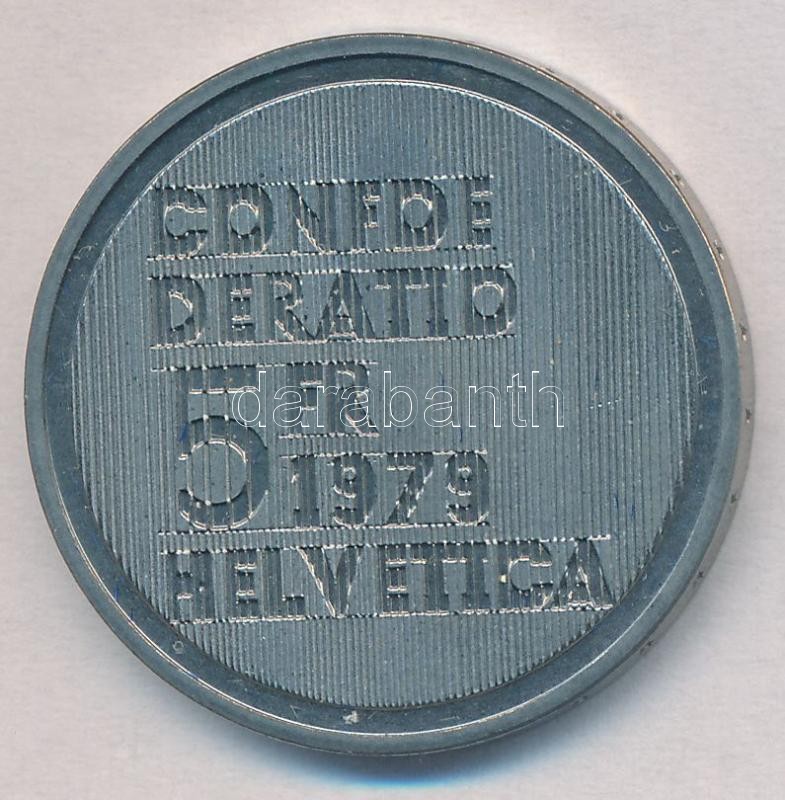 CONFOE
DERATIO
5 FR
1979
HELVETICA
darabanth